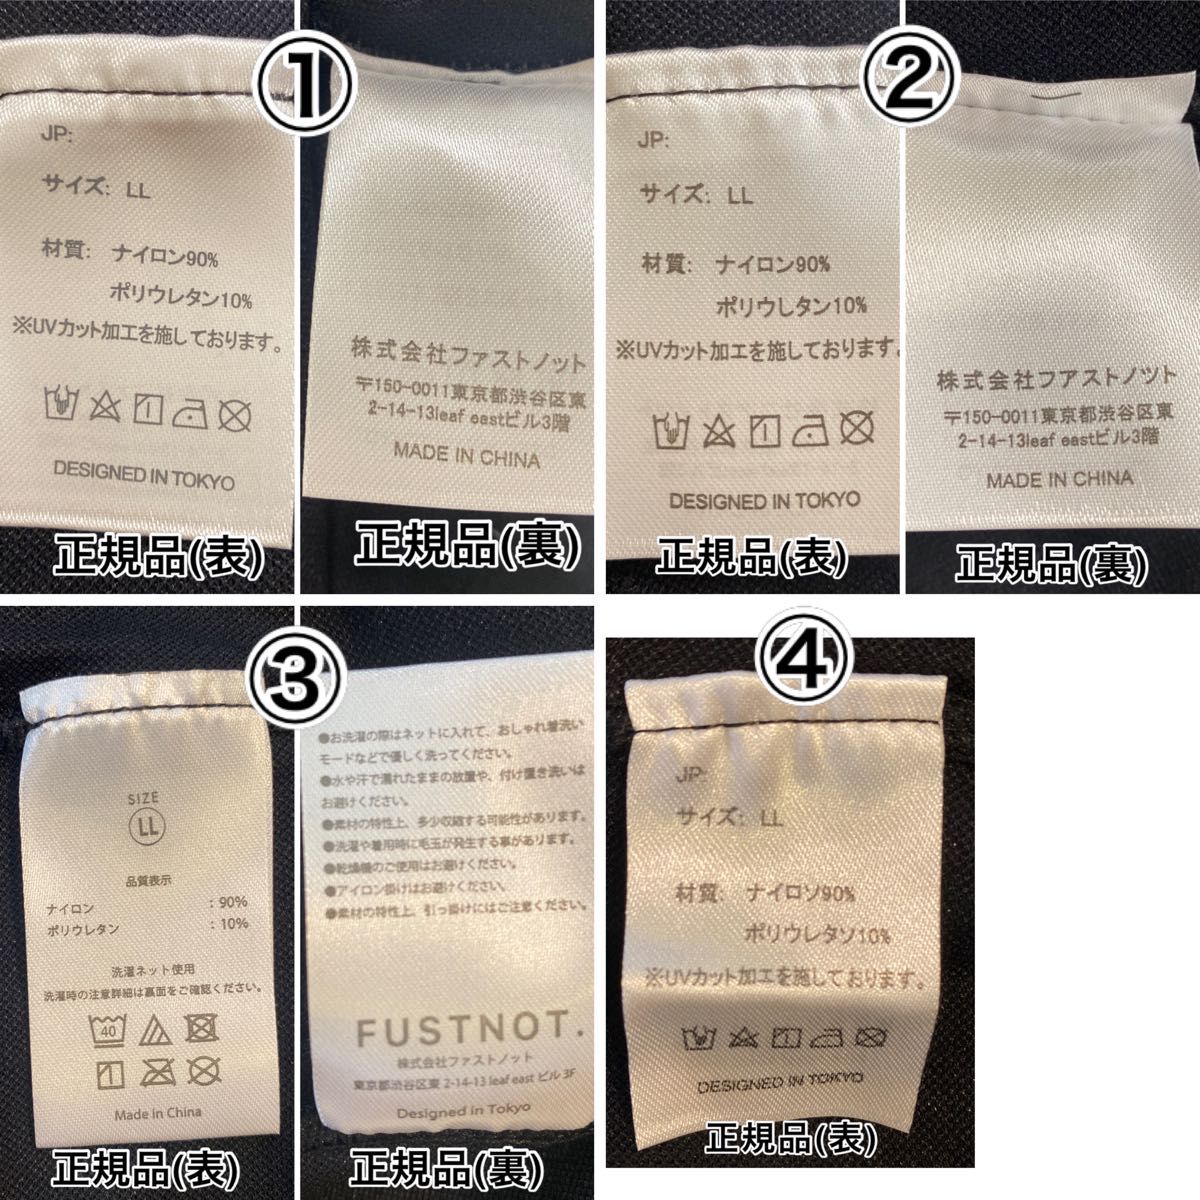 ①
JP:
サイズ: LL
材質: ナイロン90%
ポリウレタン10%
※UVカット加工を施しております。
DESIGNED IN TOKYO
正規品(表)
株式会社ファストノット
〒150-0011東京都渋谷区東
2-14-13leaf eastビル3階
MADE IN CHINA
正規品(裏)
②
JP:
サイズ: LL
材質: ナイロン90%
ポリウレタン10%
※UVカット加工を施しております。
DESIGNED IN TOKYO
正規品(表)
株式会社フアストノツト
〒150-0011東京都渋谷区東
2-14-13leaf eastビル3階
MADE IN CHINA
正規品(裏)
③
SIZE
LL
品質表示
ナイロン : 90%
ポリウレタン : 10%
洗濯ネット使用
洗濯時の注意詳細は裏面をご確認ください。
40
Made in China
正規品(表)
●お洗濯の際はネットに入れて、おしゃれ着洗い
モードなどで優しく洗ってください。
●水や汗で濡れたままの放置や、付け置き洗いは
お避けください。
●素材の特性上、多少収縮する可能性があります。
●洗濯や着用時に毛玉が発生する事があります。
●乾燥機のご使用はお避けください。
●アイロン掛けはお避けください。
●素材の特性上、引っ掛けにはご注意ください。
FUSTNOT.
株式会社ファストノット
東京都渋谷区東 2-14-13 leaf east ビル 3F
Designed in Tokyo
正規品(裏)
④
JP:
サイズ: LL
材質: ナイロソ90%
ポリウレタソ10%
※UVカット加工を施しております。
DESIGNED IN TOKYO
正規品(表)